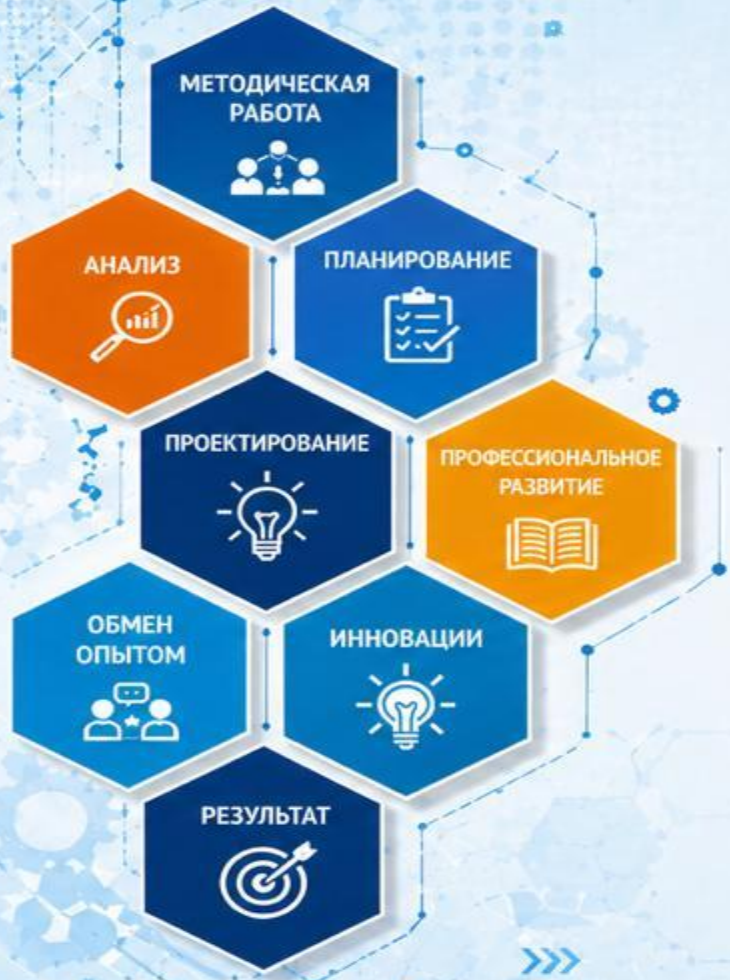 МЕТОДИЧЕСКАЯ
РАБОТА
АНАЛИЗ
ПЛАНИРОВАНИЕ
ПРОЕКТИРОВАНИЕ
ПРОФЕССИОНАЛЬНОЕ
РАЗВИТИЕ
ОБМЕН
ОПЫТОМ
ИННОВАЦИИ
РЕЗУЛЬТАТ